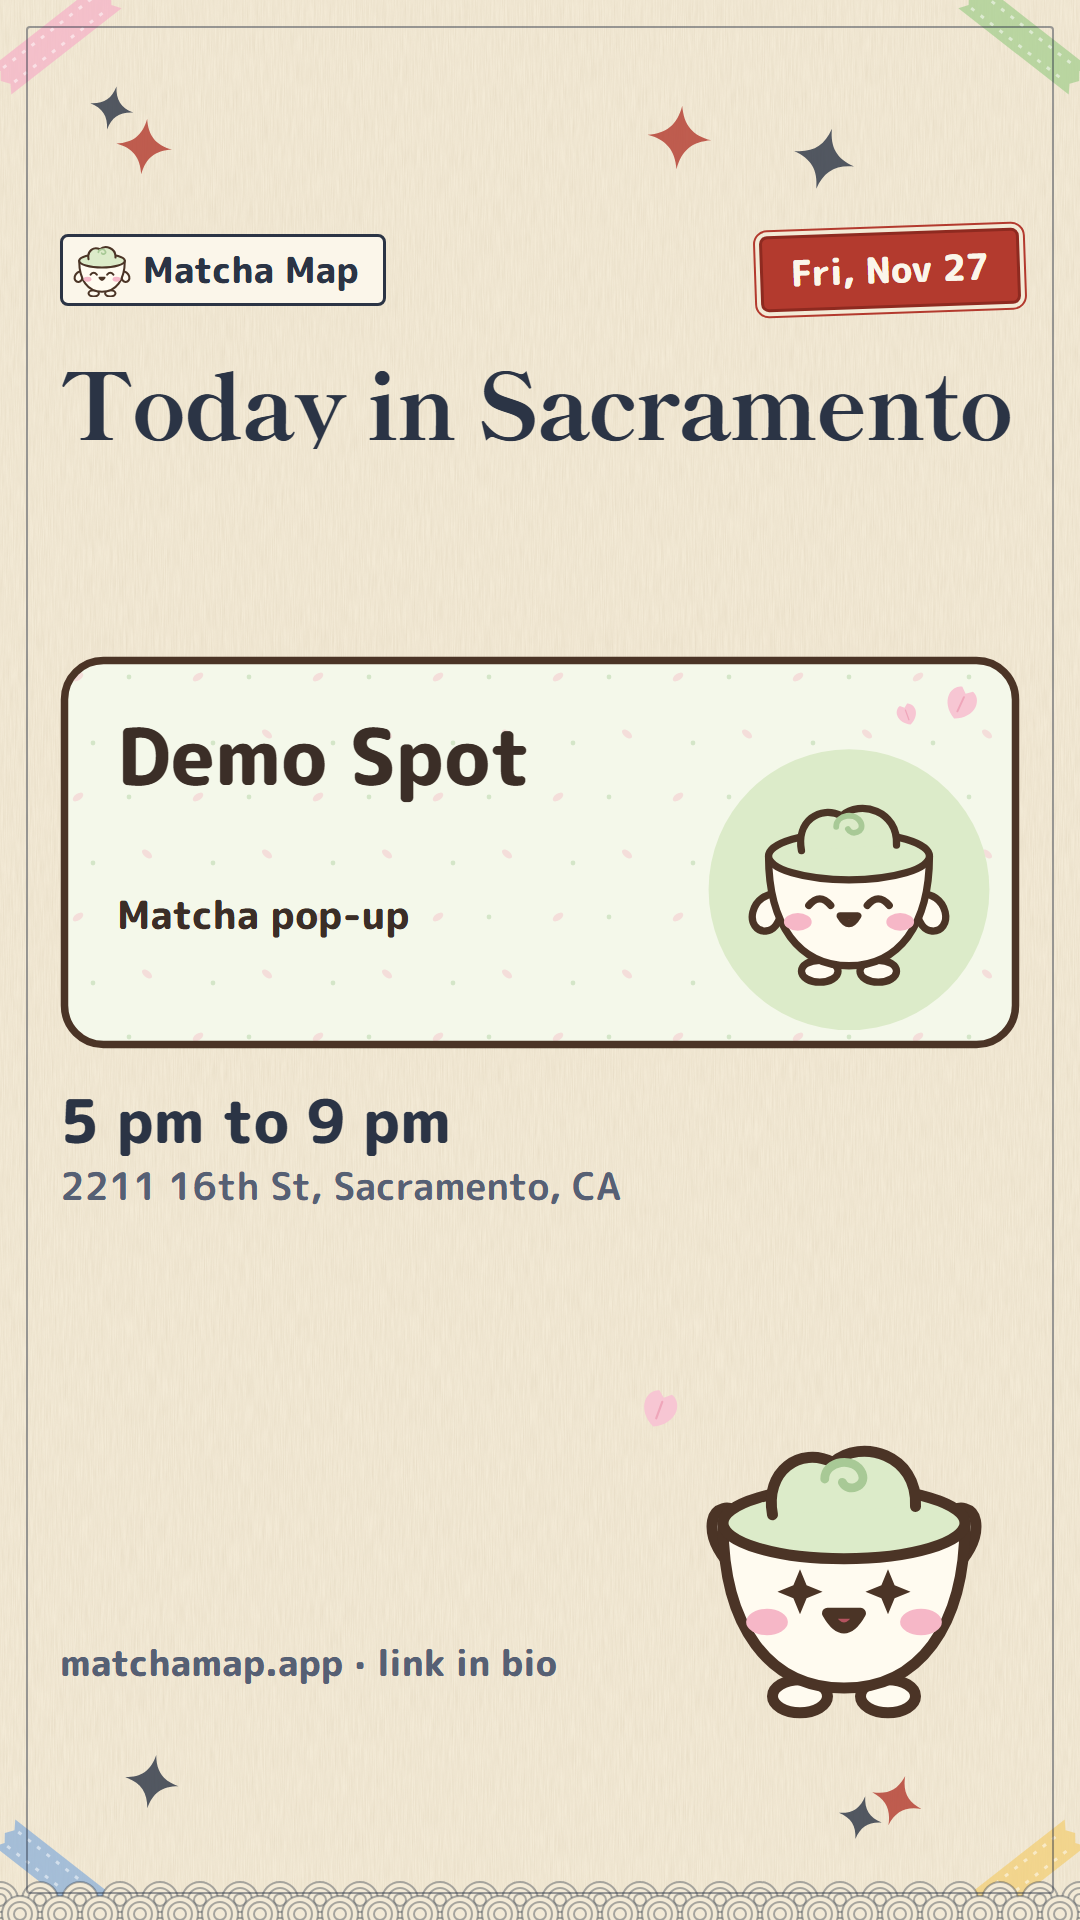 Matcha Map
Fri, Nov 27
Today in Sacramento
Demo Spot
Matcha pop-up
5 pm to 9 pm
2211 16th St, Sacramento, CA
matchamap.app · link in bio